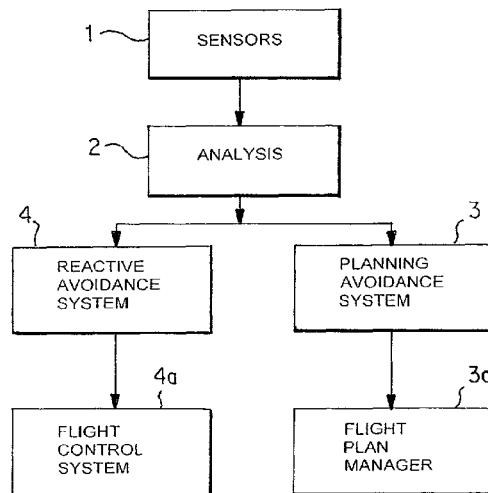 1
SENSORS
2
ANALYSIS
4
REACTIVE
AVOIDANCE
SYSTEM
3
PLANNING
AVOIDANCE
SYSTEM
4a
FLIGHT
CONTROL
SYSTEM
3a
FLIGHT
PLAN
MANAGER